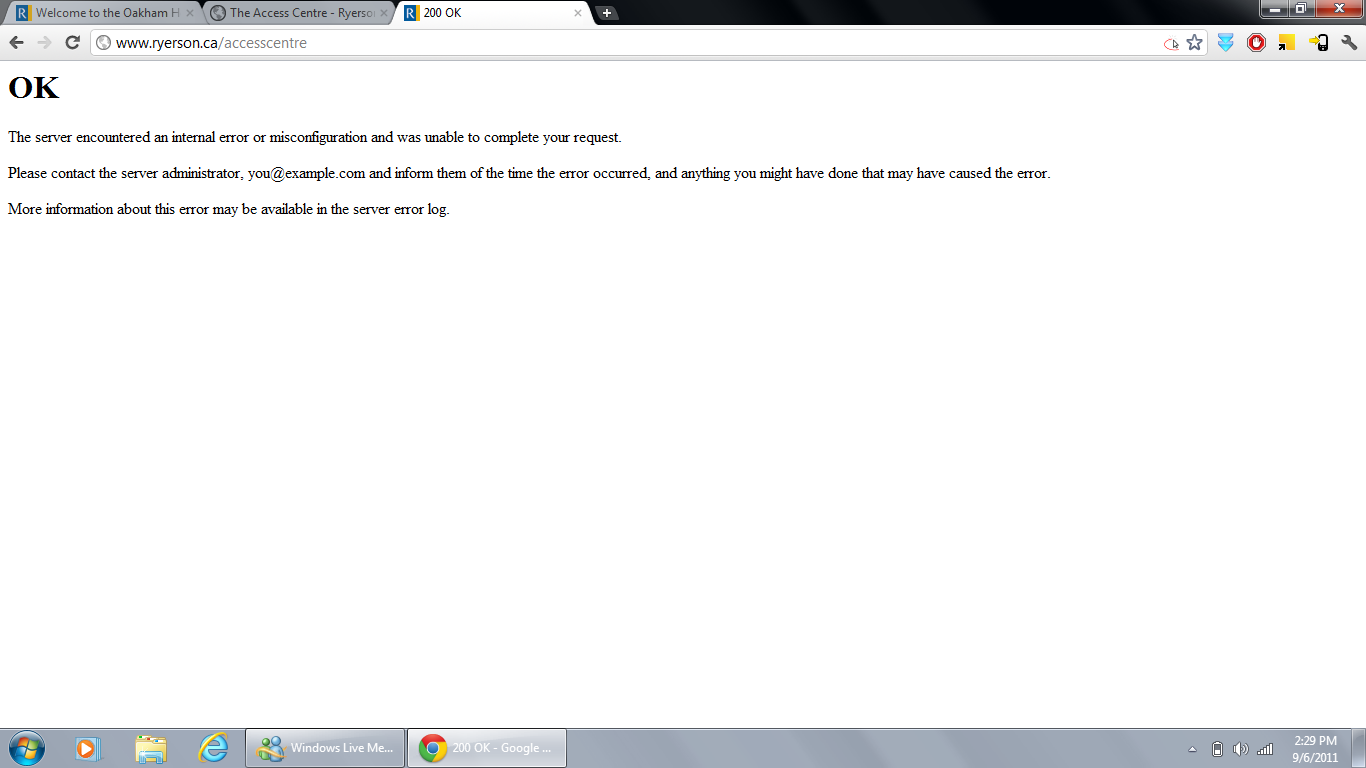 Welcome to the Oakham H
The Access Centre - Ryerso
200 OK
www.ryerson.ca/accesscentre
OK
The server encountered an internal error or misconfiguration and was unable to complete your request.
Please contact the server administrator, you@example.com and inform them of the time the error occurred, and anything you might have done that may have caused the error.
More information about this error may be available in the server error log.
Windows Live Me...
200 OK - Google ...
2:29 PM
9/6/2011